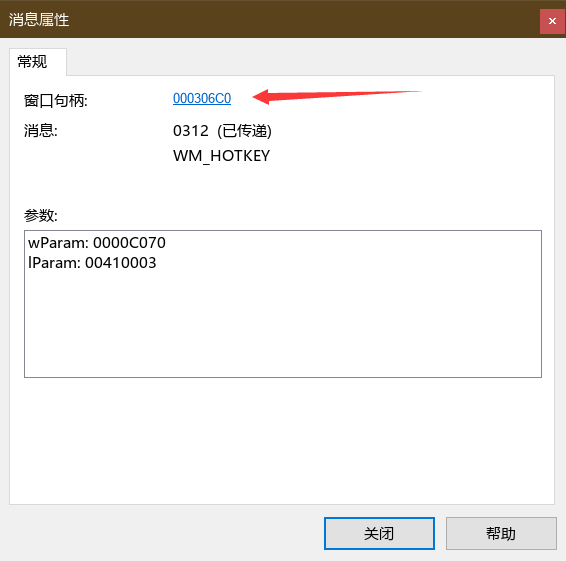 消息属性
常规
窗口句柄: 000306C0
消息: 0312 (已传递)
WM_HOTKEY
参数:
wParam: 0000C070
lParam: 00410003
关闭 帮助